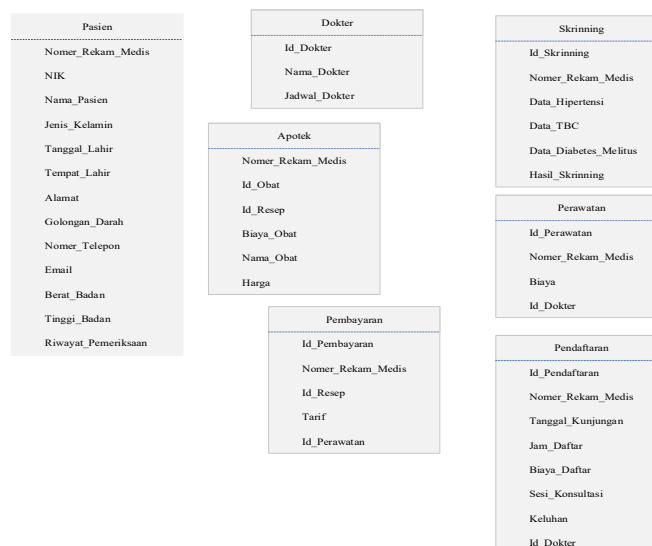 Pasien
Nomer_Rekam_Medis
NIK
Nama_Pasien
Jenis_Kelamin
Tanggal_Lahir
Tempat_Lahir
Alamat
Golongan_Darah
Nomer_Telepon
Email
Berat_Badan
Tinggi_Badan
Riwayat_Pemeriksaan
Dokter
Id_Dokter
Nama_Dokter
Jadwal_Dokter
Apotek
Nomer_Rekam_Medis
Id_Obat
Id_Resep
Biaya_Obat
Nama_Obat
Harga
Pembayaran
Id_Pembayaran
Nomer_Rekam_Medis
Id_Resep
Tarif
Id_Perawatan
Skrinning
Id_Skrinning
Nomer_Rekam_Medis
Data_Hipertensi
Data_TBC
Data_Diabetes_Melitus
Hasil_Skrinning
Perawatan
Id_Perawatan
Nomer_Rekam_Medis
Biaya
Id_Dokter
Pendaftaran
Id_Pendaftaran
Nomer_Rekam_Medis
Tanggal_Kunjungan
Jam_Daftar
Biaya_Daftar
Sesi_Konsultasi
Keluhan
Id_Dokter